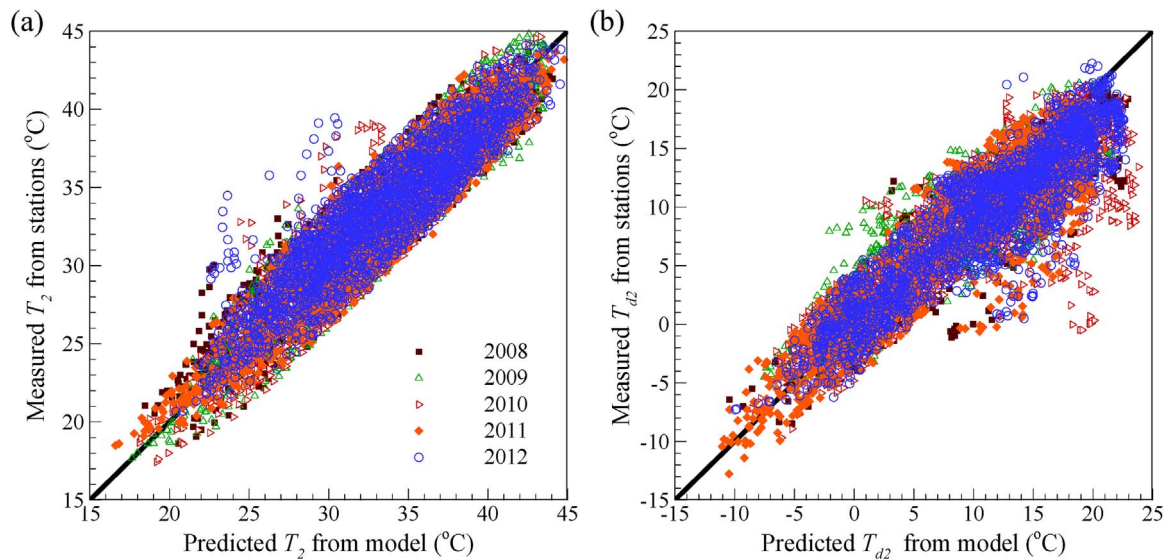 (a)
45
40
35
30
25
20
15
Measured T2 from stations (°C)
2008
2009
2010
2011
2012
15 20 25 30 35 40 45
Predicted T2 from model (°C)
(b)
25
20
15
10
5
0
-5
-10
-15
Measured Td2 from stations (°C)
-15 -10 -5 0 5 10 15 20 25
Predicted Td2 from model (°C)